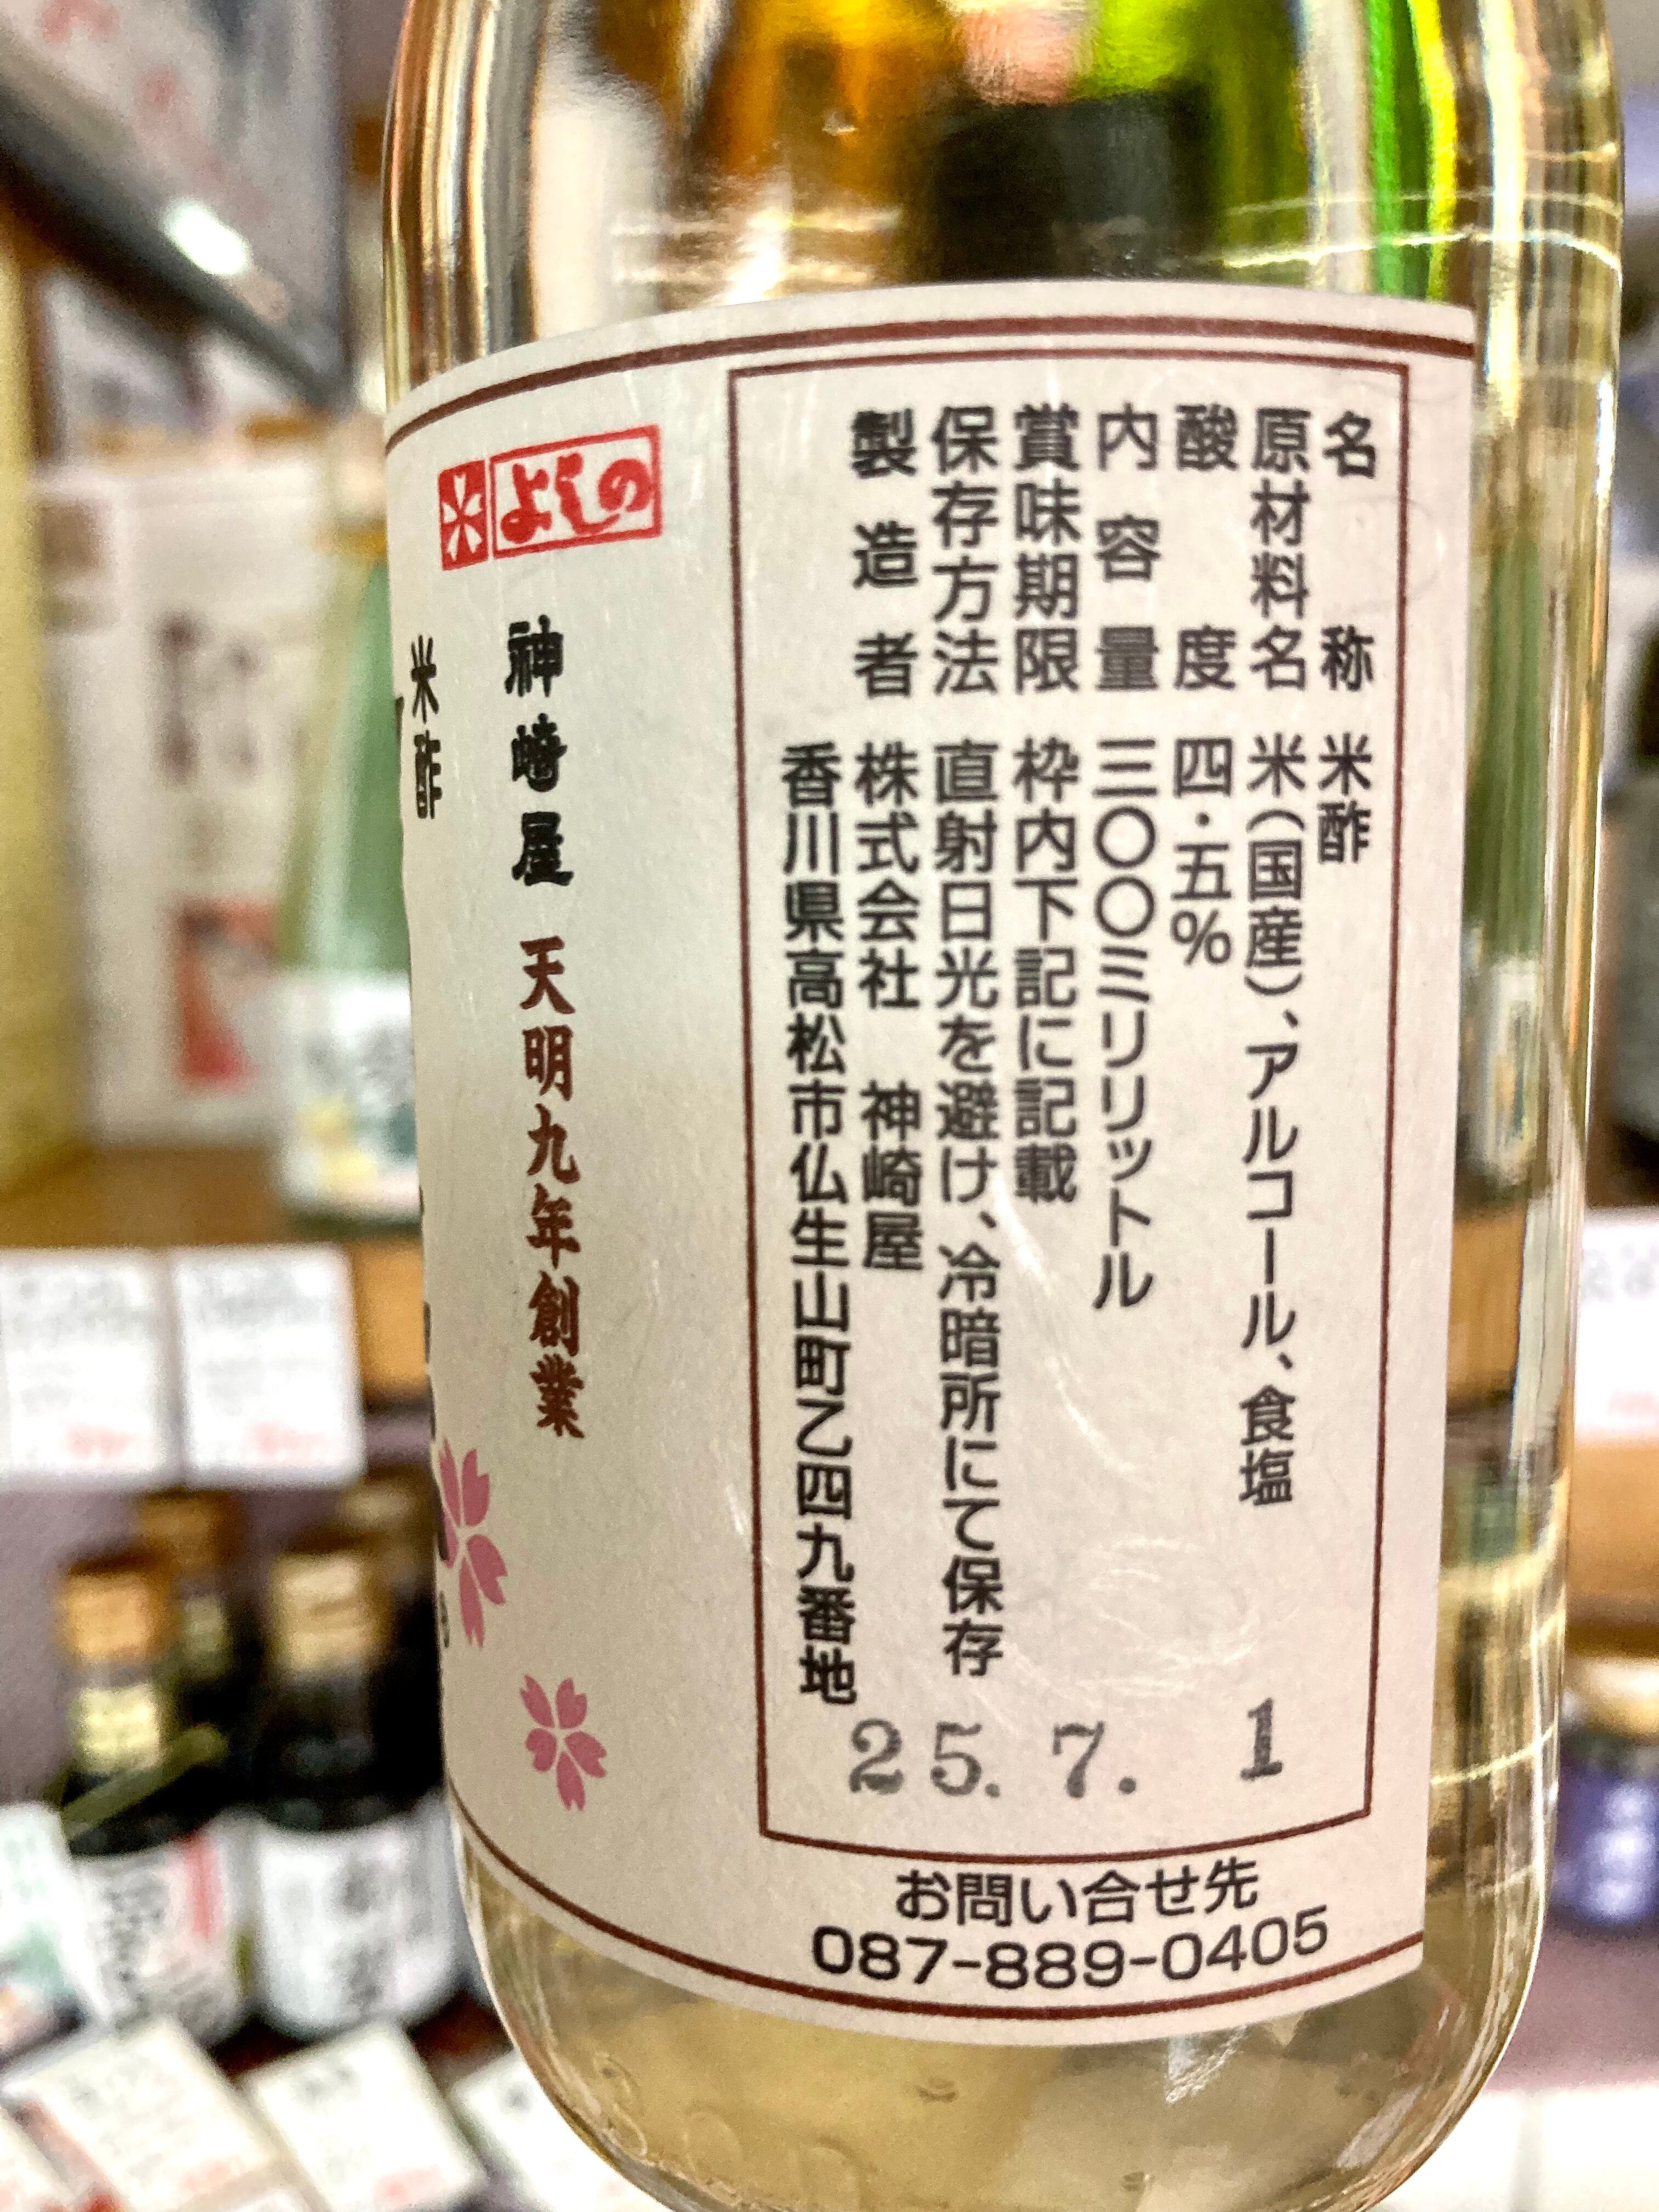 名称 米酢
原材料名 米(国産)、アルコール、食塩
酸度 四・五%
内容量 三〇〇ミリリットル
賞味期限 枠内下記に記載
保存方法 直射日光を避け、冷暗所にて保存
製造者 株式会社 神崎屋
香川県高松市仏生山町乙四九番地
25.7.1
お問い合せ先
087-889-0405
よしの
神崎屋 天明九年創業
米酢